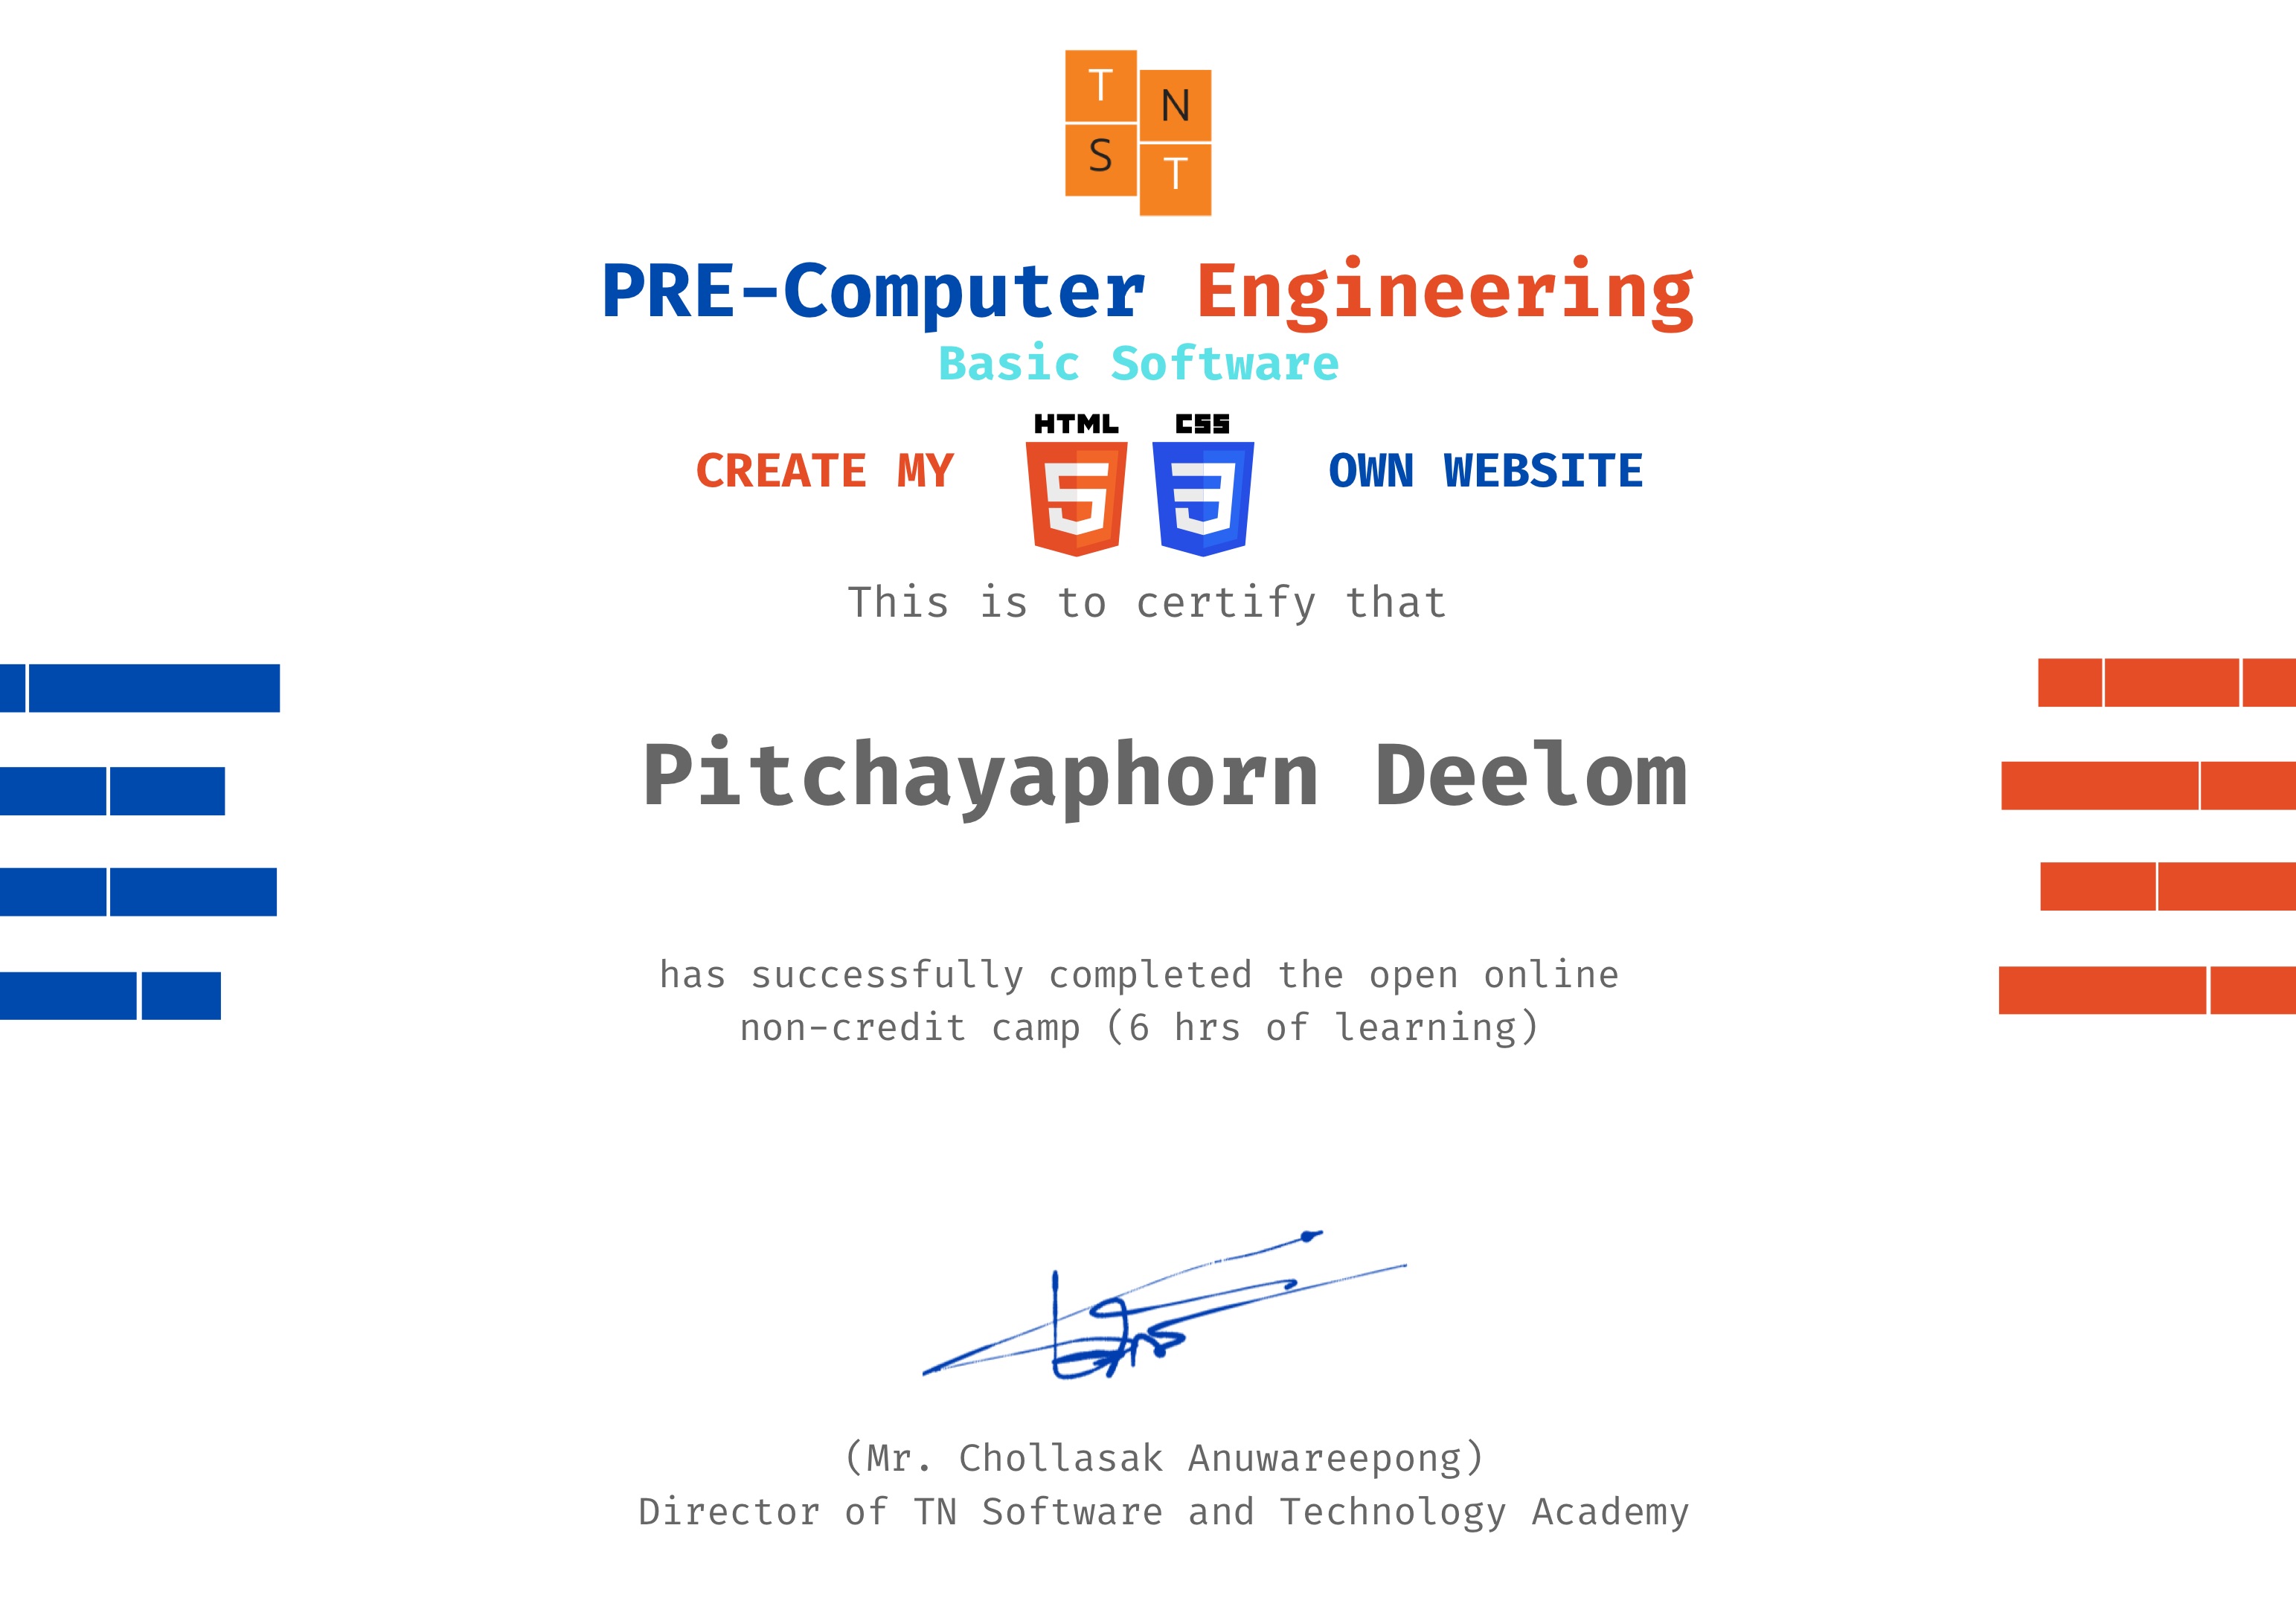 T N
S T
PRE-Computer Engineering
Basic Software
HTML CSS
CREATE MY 5 3 OWN WEBSITE
This is to certify that
Pitchayaphorn Deelom
has successfully completed the open online
non-credit camp (6 hrs of learning)
(Mr. Chollasak Anuwareepong)
Director of TN Software and Technology Academy